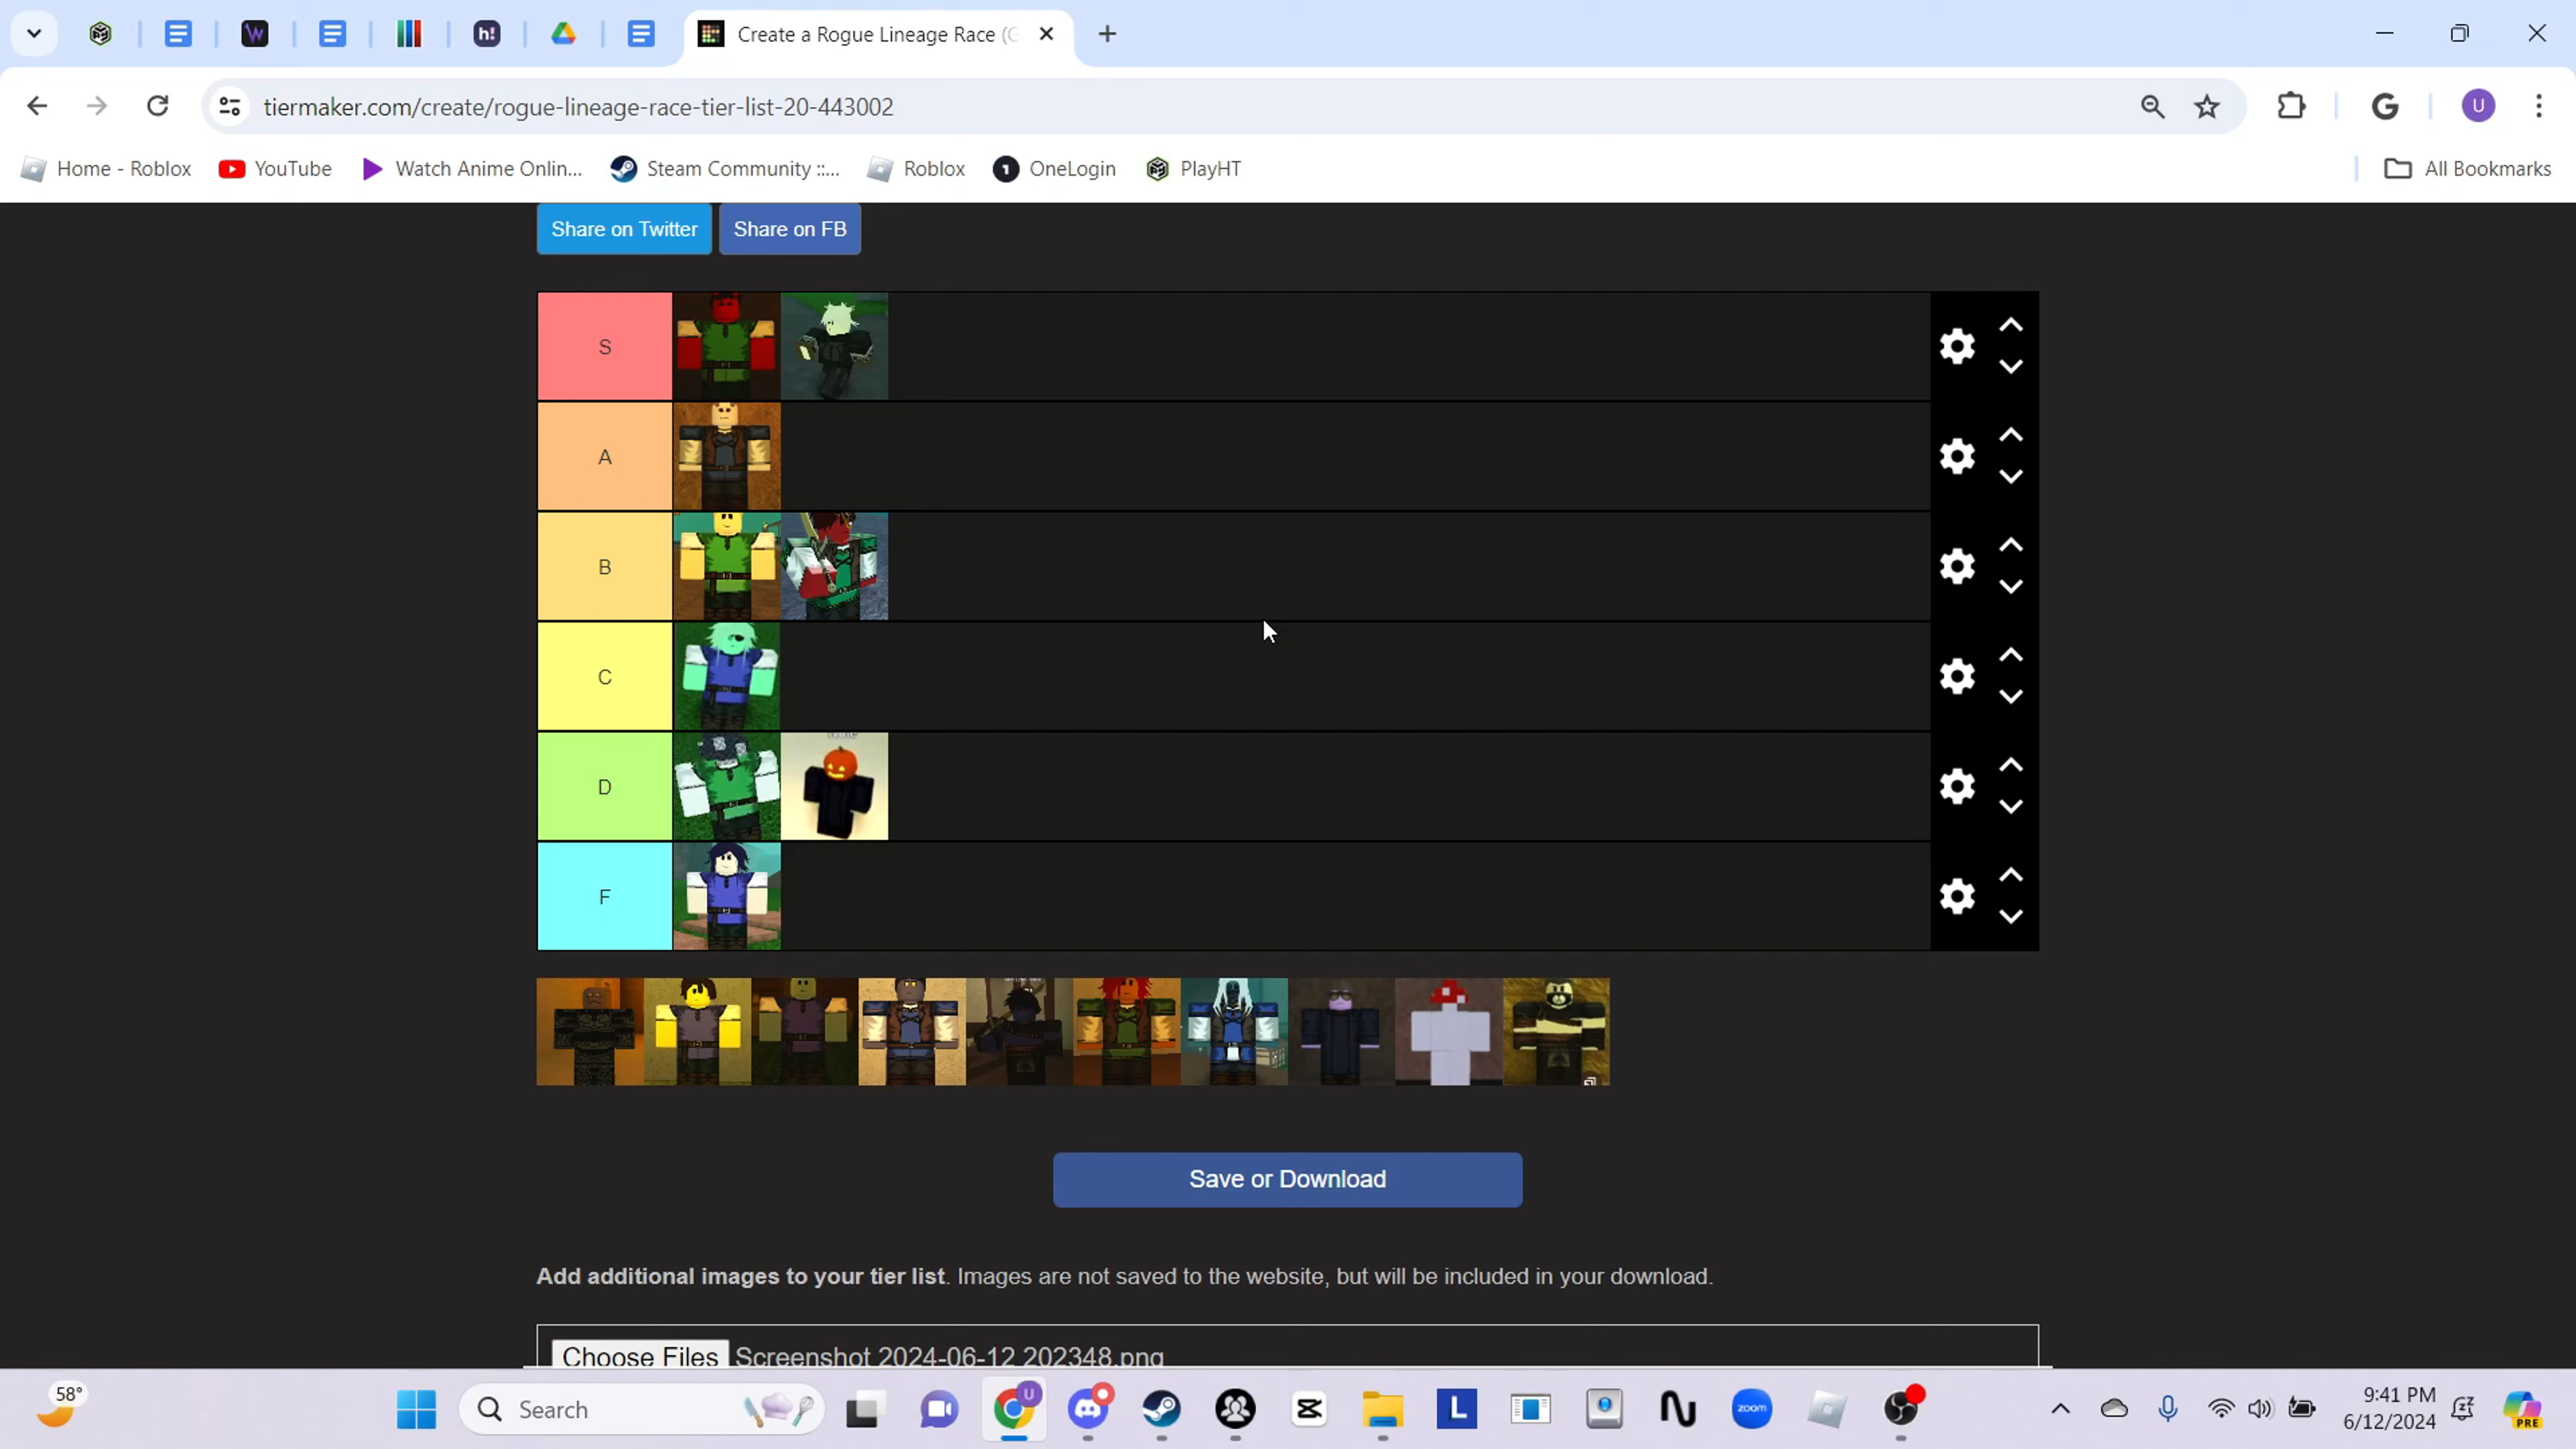 Create a Rogue Lineage Race (G
tiermaker.com/create/rogue-lineage-race-tier-list-20-443002
G
U
Home - Roblox
YouTube
Watch Anime Onlin...
Steam Community ::...
Roblox
1
OneLogin
PlayHT
All Bookmarks
Share on Twitter
Share on FB
S
A
B
C
D
F
Save or Download
Add additional images to your tier list. Images are not saved to the website, but will be included in your download.
Choose Files
Screenshot 2024-06-12 202348.png
58°
Search
U
L
zoom
9:41 PM
6/12/2024
PRE